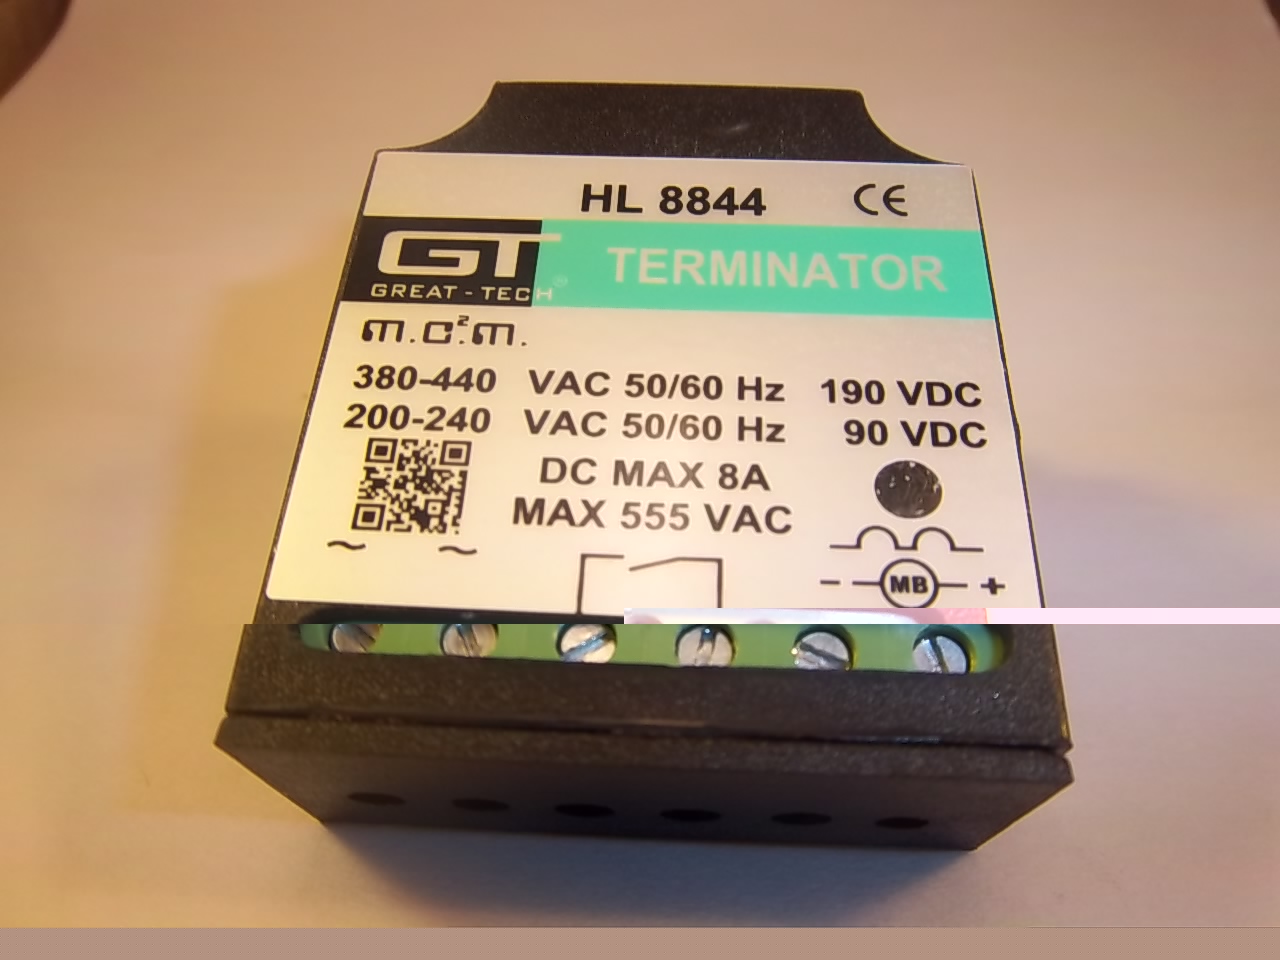 HL 8844 CE
GT TERMINATOR
GREAT-TECH®
m.c².m.
380-440 VAC 50/60 Hz 190 VDC
200-240 VAC 50/60 Hz 90 VDC
DC MAX 8A
MAX 555 VAC
~ ~
- MB +